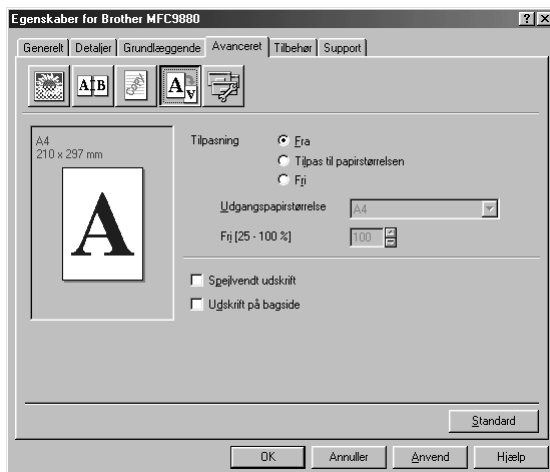 Egenskaber for Brother MFC9880
Generelt Detaljer Grundlæggende Avanceret Tilbehør Support
A B
A
A4
210 x 297 mm
A
Tilpasning
Fra
Tilpas til papirstørrelsen
Fri
Udgangspapirstørrelse A4
Frj [25 - 100 %] 100
Spejlvendt udskrift
Udskrift på bagside
Standard
OK Annuller Anvend Hjælp